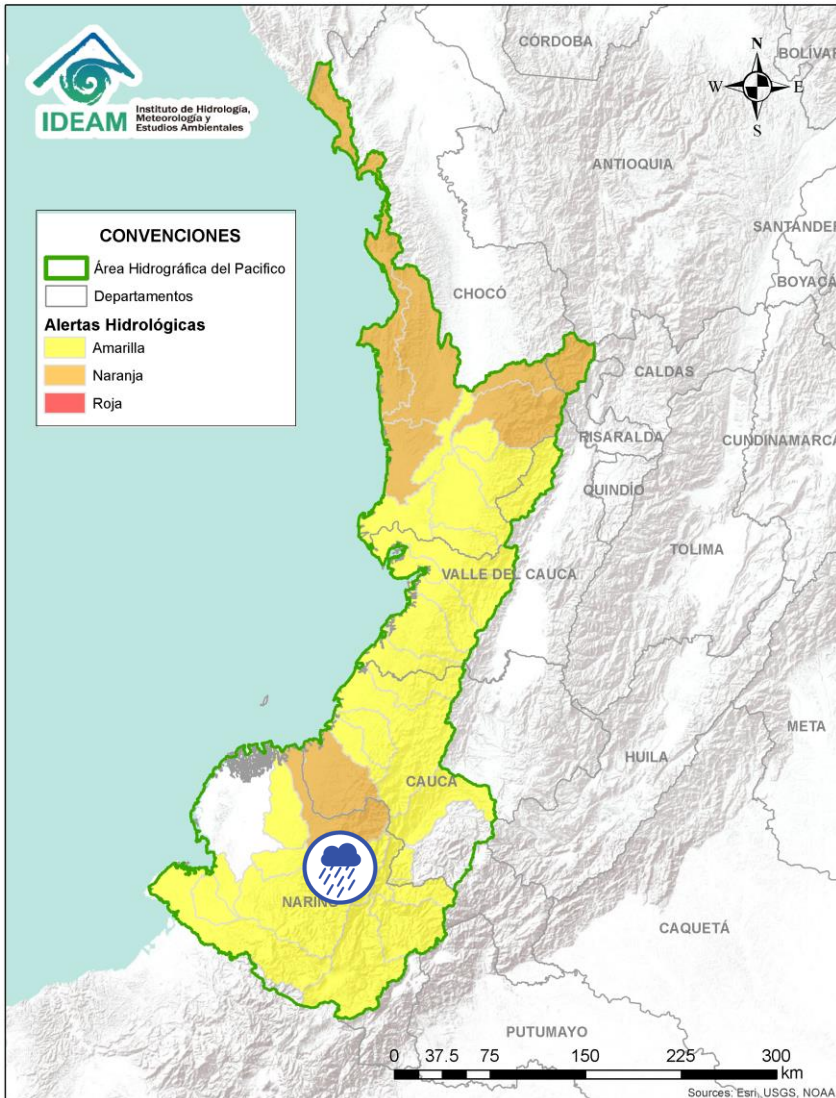 IDEAM
Instituto de Hidrología,
Meteorología y
Estudios Ambientales
CÓRDOBA
BOLÍVAR
N
W E
S
ANTIOQUIA
SANTANDER
BOYACÁ
CONVENCIONES
Área Hidrográfica del Pacifico
Departamentos
Alertas Hidrológicas
Amarilla
Naranja
Roja
CHOCÓ
CALDAS
RISARALDA
CUNDINAMARCA
QUINDÍO
TOLIMA
VALLE DEL CAUCA
META
HUILA
CAUCA
NARIÑO
CAQUETÁ
PUTUMAYO
0 37.5 75 150 225 300
km
Sources: Esri, USGS, NOAA